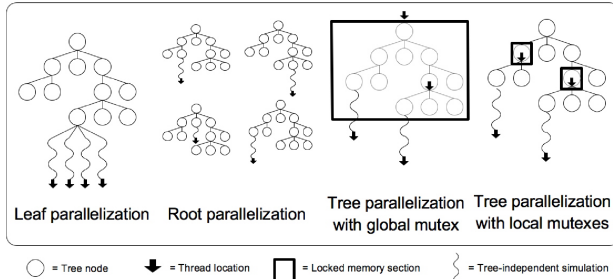 Leaf parallelization
Root parallelization
Tree parallelization
with global mutex
Tree parallelization
with local mutexes
= Tree node
= Thread location
= Locked memory section
= Tree-independent simulation